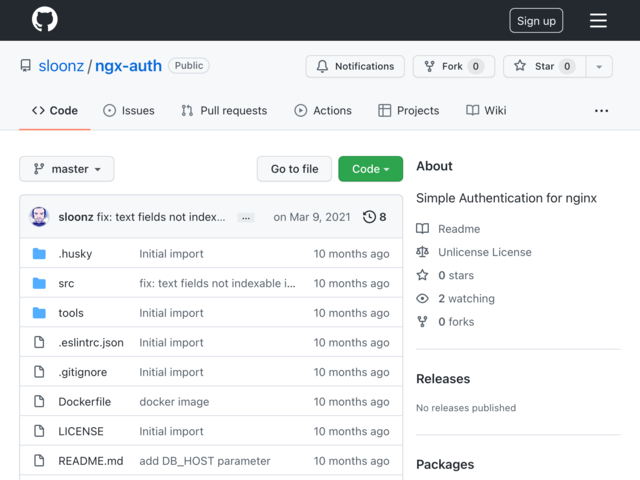 Sign up
sloonz / ngx-auth Public
Notifications
Fork 0
Star 0
Code
Issues
Pull requests
Actions
Projects
Wiki
...
master
Go to file
Code
sloonz fix: text fields not index... ... on Mar 9, 2021 8
.husky Initial import 10 months ago
src fix: text fields not indexable i... 10 months ago
tools Initial import 10 months ago
.eslintrc.json Initial import 10 months ago
.gitignore Initial import 10 months ago
Dockerfile docker image 10 months ago
LICENSE Initial import 10 months ago
README.md add DB_HOST parameter 10 months ago
About
Simple Authentication for nginx
Readme
Unlicense License
0 stars
2 watching
0 forks
Releases
No releases published
Packages